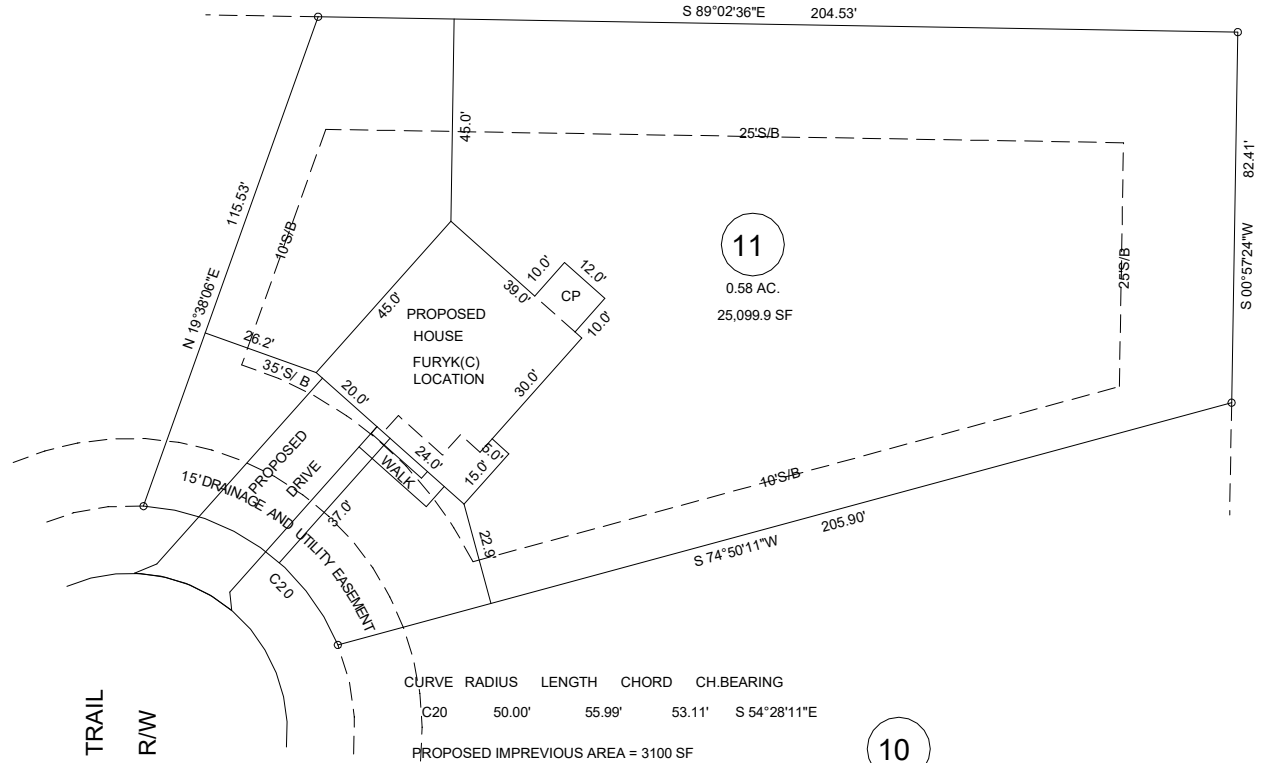 S 89°02'36"E 204.53'
45.0'
25'S/B
82.41'
115.53'
10'S/B
11
0.58 AC.
25,099.9 SF
25'S/B
S 00°57'24"W
10.0'
12.0'
39.0'
CP
10.0'
45.0'
PROPOSED
HOUSE
FURYK(C)
LOCATION
N 19°38'06"E
26.2'
35'S/ B
20.0'
30.0'
24.0'
5.0'
15.0'
WALK
PROPOSED
DRIVE
15' DRAINAGE AND UTILITY EASEMENT
37.0'
22.9'
10'S/B
205.90'
S 74°50'11"W
C20
CURVE RADIUS LENGTH CHORD CH.BEARING
C20 50.00' 55.99' 53.11' S 54°28'11"E
TRAIL
R/W
PROPOSED IMPREVIOUS AREA = 3100 SF
10